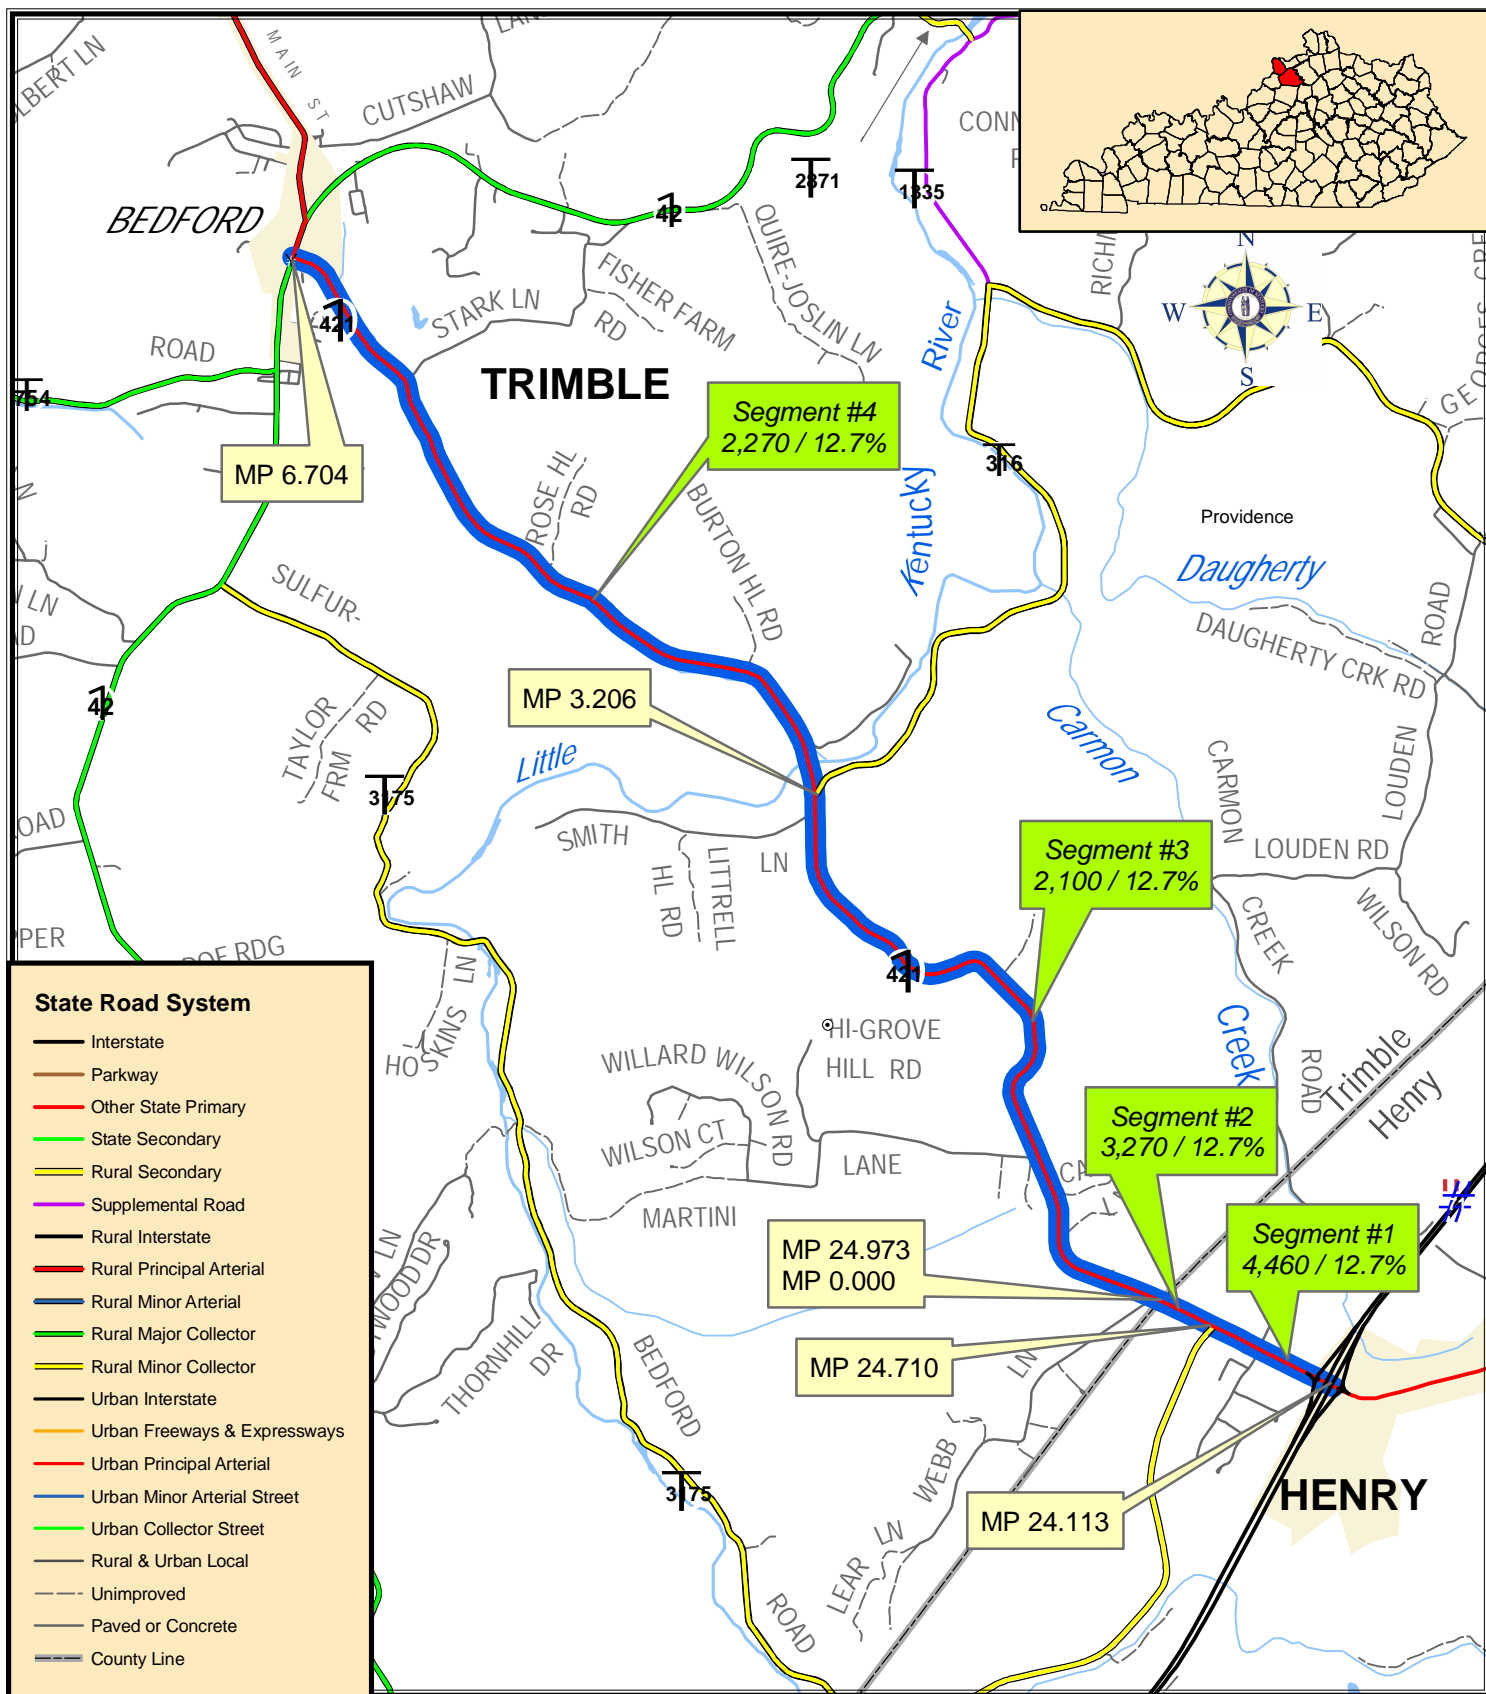 MAIN ST
CUTSHAW
BEDFORD
2871
1335
42
N
W
E
S
RICHM
421
STARK LN
FISHER FARM
RD
QUIRE-JOSLIN LN
River
ROAD
754
TRIMBLE
Segment #4
2,270 / 12.7%
MP 6.704
316
GEORGES
ROSE HL
RD
BURTON HL RD
Kentucky
Providence
Daugherty
DAUGHERTY CRK RD
ROAD
SULFUR-
LN
42
TAYLOR
FRM RD
MP 3.206
Little
Carmon
CARMON
LOUDEN
3175
SMITH
LN
LITTRELL
HL RD
Segment #3
2,100 / 12.7%
LOUDEN RD
CREEK
WILSON RD
OAD
PER
RDG
HOSKINS LN
421
HI-GROVE
HILL RD
WILLARD WILSON RD
WILSON CT
Creek
ROAD
Trimble
Henry
Segment #2
3,270 / 12.7%
LANE
MARTINI
MP 24.973
MP 0.000
Segment #1
4,460 / 12.7%
MP 24.710
LN
WEBB
THORNHILL
DR
BEDFORD
3175
ROAD
MP 24.113
HENRY
LEAR LN
State Road System
Interstate
Parkway
Other State Primary
State Secondary
Rural Secondary
Supplemental Road
Rural Interstate
Rural Principal Arterial
Rural Minor Arterial
Rural Major Collector
Rural Minor Collector
Urban Interstate
Urban Freeways & Expressways
Urban Principal Arterial
Urban Minor Arterial Street
Urban Collector Street
Rural & Urban Local
Unimproved
Paved or Concrete
County Line